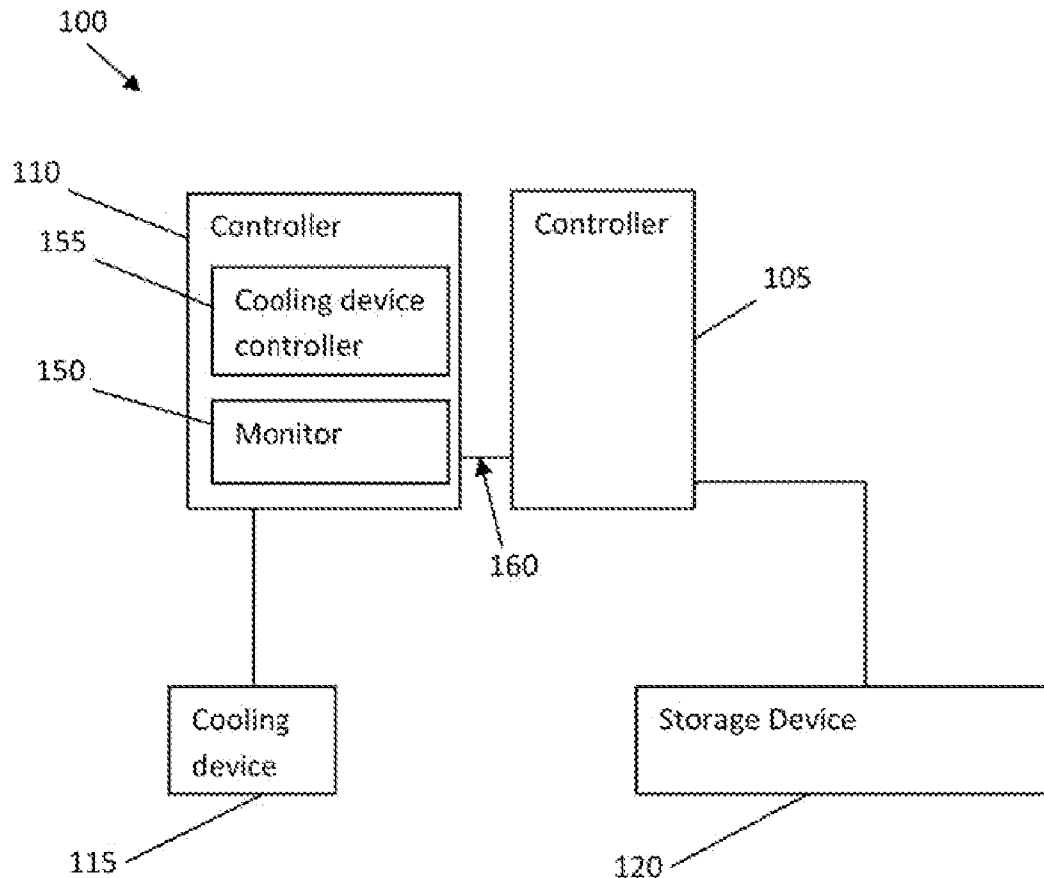 100
110
Controller
Controller
155
105
Cooling device
controller
150
Monitor
160
Cooling
device
Storage Device
115
120